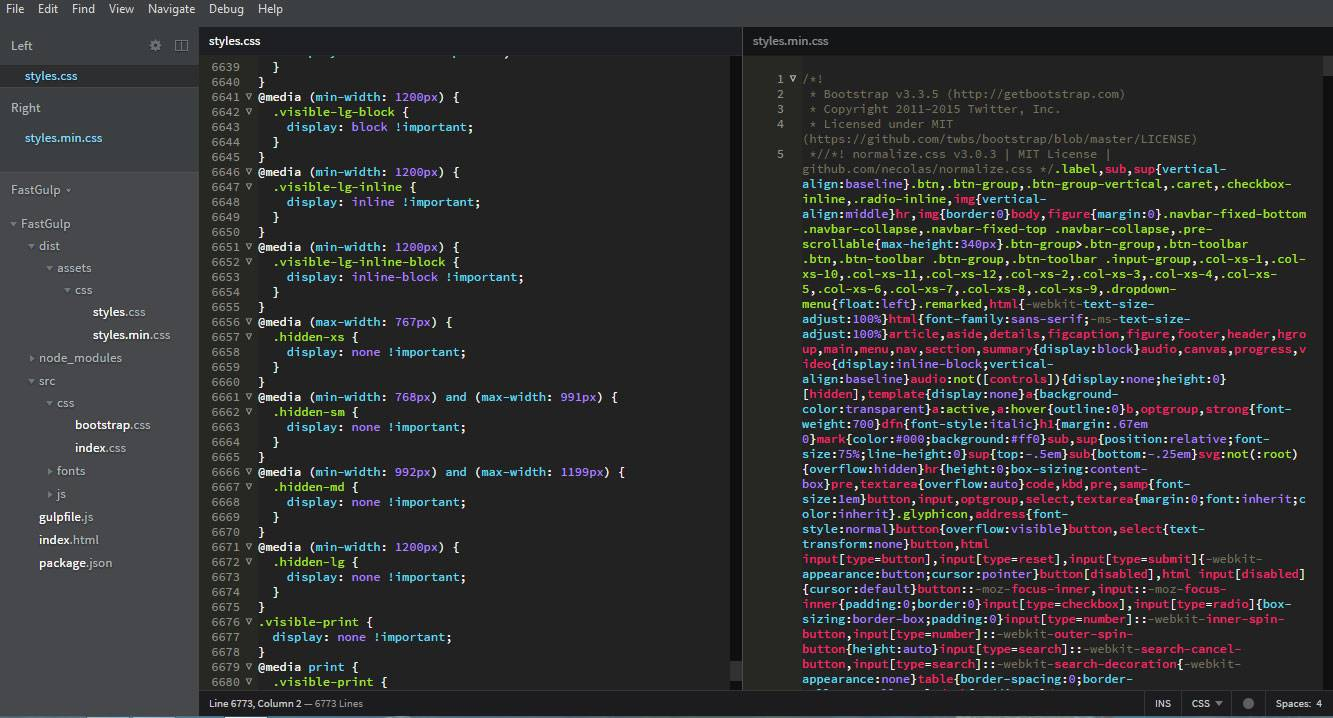 File Edit Find View Navigate Debug Help
Left
styles.css
Right
styles.min.css
FastGulp
FastGulp
dist
assets
css
styles.css
styles.min.css
node_modules
src
css
bootstrap.css
index.css
fonts
js
gulpfile.js
index.html
package.json
styles.css
6639 }
6640 }
6641 @media (min-width: 1200px) {
6642 .visible-lg-block {
6643 display: block !important;
6644 }
6645 }
6646 @media (min-width: 1200px) {
6647 .visible-lg-inline {
6648 display: inline !important;
6649 }
6650 }
6651 @media (min-width: 1200px) {
6652 .visible-lg-inline-block {
6653 display: inline-block !important;
6654 }
6655 }
6656 @media (max-width: 767px) {
6657 .hidden-xs {
6658 display: none !important;
6659 }
6660 }
6661 @media (min-width: 768px) and (max-width: 991px) {
6662 .hidden-sm {
6663 display: none !important;
6664 }
6665 }
6666 @media (min-width: 992px) and (max-width: 1199px) {
6667 .hidden-md {
6668 display: none !important;
6669 }
6670 }
6671 @media (min-width: 1200px) {
6672 .hidden-lg {
6673 display: none !important;
6674 }
6675 }
6676 .visible-print {
6677 display: none !important;
6678 }
6679 @media print {
6680 .visible-print {
styles.min.css
1 /*!
2 * Bootstrap v3.3.5 (http://getbootstrap.com)
3 * Copyright 2011-2015 Twitter, Inc.
4 * Licensed under MIT
(https://github.com/twbs/bootstrap/blob/master/LICENSE)
5 *//*! normalize.css v3.0.3 | MIT License |
github.com/necolas/normalize.css */.label,sub,sup{vertical-
align:baseline}.btn,.btn-group,.btn-group-vertical,.caret,.checkbox-
inline,.radio-inline,img{vertical-
align:middle}hr,img{border:0}body,figure{margin:0}.navbar-fixed-bottom
.navbar-collapse,.navbar-fixed-top .navbar-collapse,.pre-
scrollable{max-height:340px}.btn-group>.btn-group,.btn-toolbar
.btn,.btn-toolbar .btn-group,.btn-toolbar .input-group,.col-xs-1,.col-
xs-10,.col-xs-11,.col-xs-12,.col-xs-2,.col-xs-3,.col-xs-4,.col-xs-
5,.col-xs-6,.col-xs-7,.col-xs-8,.col-xs-9,.dropdown-
menu{float:left}.remarked,html{-webkit-text-size-
adjust:100%}html{font-family:sans-serif;-ms-text-size-
adjust:100%}article,aside,details,figcaption,figure,footer,header,hgro
up,main,menu,nav,section,summary{display:block}audio,canvas,progress,v
ideo{display:inline-block;vertical-
align:baseline}audio:not([controls]){display:none;height:0}
[hidden],template{display:none}a{background-
color:transparent}a:active,a:hover{outline:0}b,optgroup,strong{font-
weight:700}dfn{font-style:italic}h1{margin:.67em
0}mark{color:#000;background:#ff0}sub,sup{position:relative;font-
size:75%;line-height:0}sup{top:-.5em}sub{bottom:-.25em}svg:not(:root)
{overflow:hidden}hr{height:0;box-sizing:content-
box}pre,textarea{overflow:auto}code,kbd,pre,samp{font-
size:1em}button,input,optgroup,select,textarea{margin:0;font:inherit;c
olor:inherit}.glyphicon,address{font-
style:normal}button{overflow:visible}button,select{text-
transform:none}button,html
input[type=button],input[type=reset],input[type=submit]{-webkit-
appearance:button;cursor:pointer}button[disabled],html input[disabled]
{cursor:default}button::-moz-focus-inner,input::-moz-focus-
inner{padding:0;border:0}input[type=checkbox],input[type=radio]{box-
sizing:border-box;padding:0}input[type=number]::-webkit-inner-spin-
button,input[type=number]::-webkit-outer-spin-
button{height:auto}input[type=search]::-webkit-search-cancel-
button,input[type=search]::-webkit-search-decoration{-webkit-
appearance:none}table{border-spacing:0;border-
Line 6773, Column 2 — 6773 Lines
INS CSS Spaces: 4